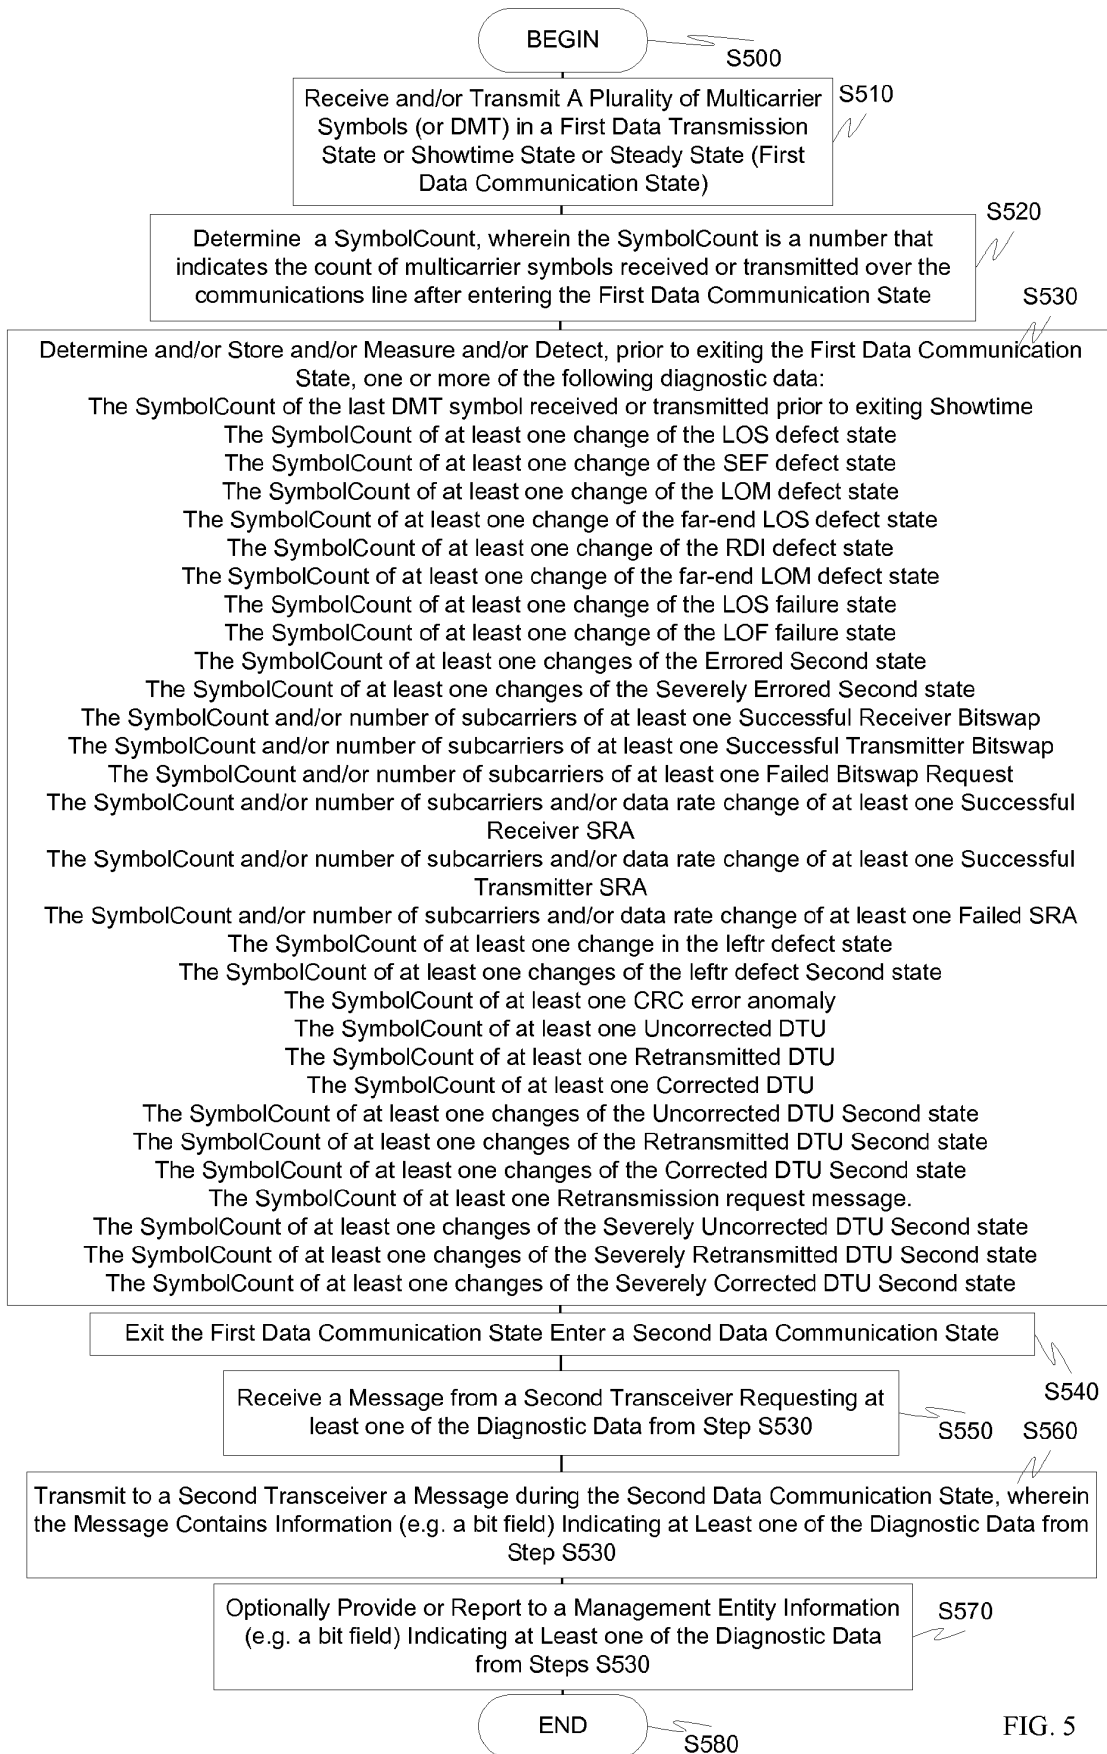 BEGIN
S500
Receive and/or Transmit A Plurality of Multicarrier
Symbols (or DMT) in a First Data Transmission
State or Showtime State or Steady State (First
Data Communication State)
S510
Determine a SymbolCount, wherein the SymbolCount is a number that
indicates the count of multicarrier symbols received or transmitted over the
communications line after entering the First Data Communication State
S520
S530
Determine and/or Store and/or Measure and/or Detect, prior to exiting the First Data Communication
State, one or more of the following diagnostic data:
The SymbolCount of the last DMT symbol received or transmitted prior to exiting Showtime
The SymbolCount of at least one change of the LOS defect state
The SymbolCount of at least one change of the SEF defect state
The SymbolCount of at least one change of the LOM defect state
The SymbolCount of at least one change of the far-end LOS defect state
The SymbolCount of at least one change of the RDI defect state
The SymbolCount of at least one change of the far-end LOM defect state
The SymbolCount of at least one change of the LOS failure state
The SymbolCount of at least one change of the LOF failure state
The SymbolCount of at least one changes of the Errored Second state
The SymbolCount of at least one changes of the Severely Errored Second state
The SymbolCount and/or number of subcarriers of at least one Successful Receiver Bitswap
The SymbolCount and/or number of subcarriers of at least one Successful Transmitter Bitswap
The SymbolCount and/or number of subcarriers of at least one Failed Bitswap Request
The SymbolCount and/or number of subcarriers and/or data rate change of at least one Successful
Receiver SRA
The SymbolCount and/or number of subcarriers and/or data rate change of at least one Successful
Transmitter SRA
The SymbolCount and/or number of subcarriers and/or data rate change of at least one Failed SRA
The SymbolCount of at least one change in the leftr defect state
The SymbolCount of at least one changes of the leftr defect Second state
The SymbolCount of at least one CRC error anomaly
The SymbolCount of at least one Uncorrected DTU
The SymbolCount of at least one Retransmitted DTU
The SymbolCount of at least one Corrected DTU
The SymbolCount of at least one changes of the Uncorrected DTU Second state
The SymbolCount of at least one changes of the Retransmitted DTU Second state
The SymbolCount of at least one changes of the Corrected DTU Second state
The SymbolCount of at least one Retransmission request message.
The SymbolCount of at least one changes of the Severely Uncorrected DTU Second state
The SymbolCount of at least one changes of the Severely Retransmitted DTU Second state
The SymbolCount of at least one changes of the Severely Corrected DTU Second state
Exit the First Data Communication State Enter a Second Data Communication State
S540
Receive a Message from a Second Transceiver Requesting at
least one of the Diagnostic Data from Step S530
S550
S560
Transmit to a Second Transceiver a Message during the Second Data Communication State, wherein
the Message Contains Information (e.g. a bit field) Indicating at Least one of the Diagnostic Data from
Step S530
Optionally Provide or Report to a Management Entity Information
(e.g. a bit field) Indicating at Least one of the Diagnostic Data
from Steps S530
S570
END
S580
FIG. 5